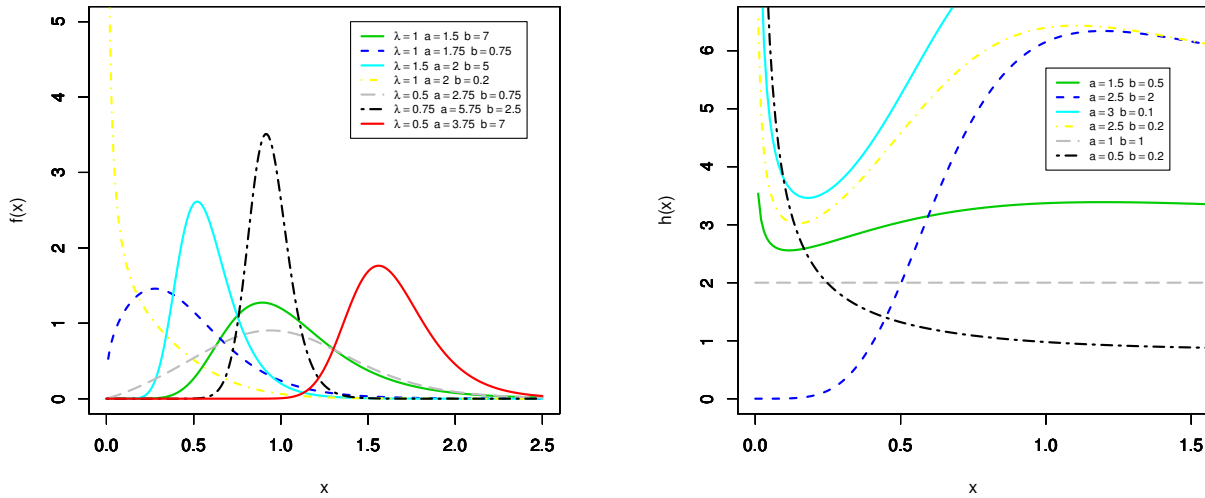 f(x)
5
4
3
2
1
0
λ = 1 a = 1.5 b = 7
λ = 1 a = 1.75 b = 0.75
λ = 1.5 a = 2 b = 5
λ = 1 a = 2 b = 0.2
λ = 0.5 a = 2.75 b = 0.75
λ = 0.75 a = 5.75 b = 2.5
λ = 0.5 a = 3.75 b = 7
0.0 0.5 1.0 1.5 2.0 2.5
x
h(x)
6
5
4
3
2
1
0
a = 1.5 b = 0.5
a = 2.5 b = 2
a = 3 b = 0.1
a = 2.5 b = 0.2
a = 1 b = 1
a = 0.5 b = 0.2
0.0 0.5 1.0 1.5
x